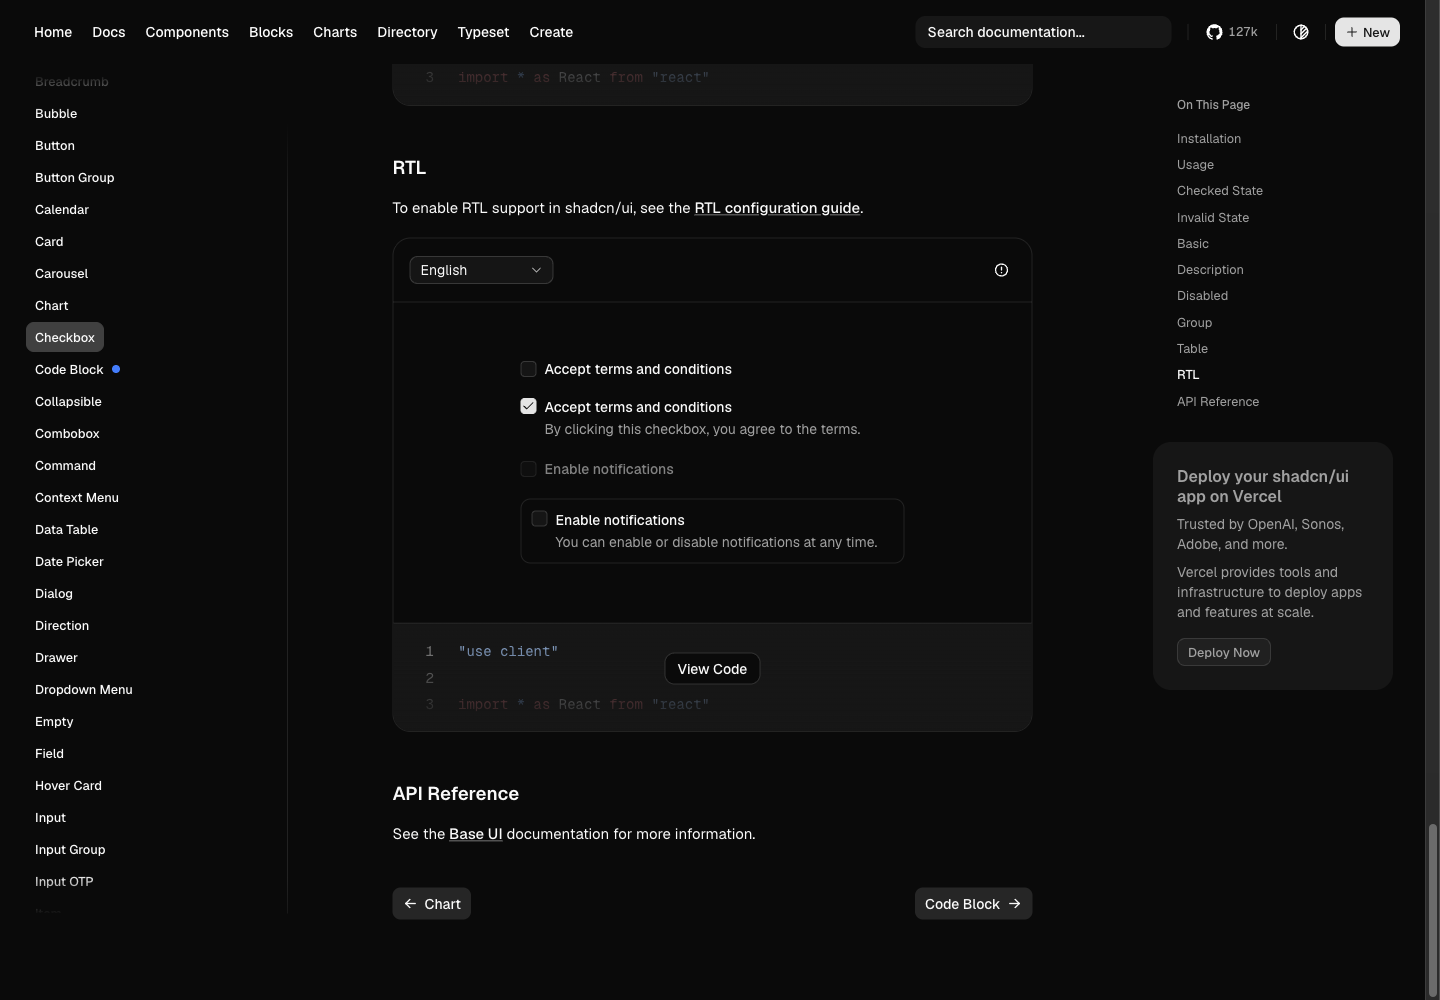 Home Docs Components Blocks Charts Directory Typeset Create
Search documentation...
127k
New
Breadcrumb
Bubble
Button
Button Group
Calendar
Card
Carousel
Chart
Checkbox
Code Block
Collapsible
Combobox
Command
Context Menu
Data Table
Date Picker
Dialog
Direction
Drawer
Dropdown Menu
Empty
Field
Hover Card
Input
Input Group
Input OTP
3 import * as React from "react"
RTL
To enable RTL support in shadcn/ui, see the RTL configuration guide.
English
Accept terms and conditions
Accept terms and conditions
By clicking this checkbox, you agree to the terms.
Enable notifications
Enable notifications
You can enable or disable notifications at any time.
1 "use client"
2
3 import * as React from "react"
View Code
API Reference
See the Base UI documentation for more information.
Chart
Code Block
On This Page
Installation
Usage
Checked State
Invalid State
Basic
Description
Disabled
Group
Table
RTL
API Reference
Deploy your shadcn/ui
app on Vercel
Trusted by OpenAI, Sonos,
Adobe, and more.
Vercel provides tools and
infrastructure to deploy apps
and features at scale.
Deploy Now